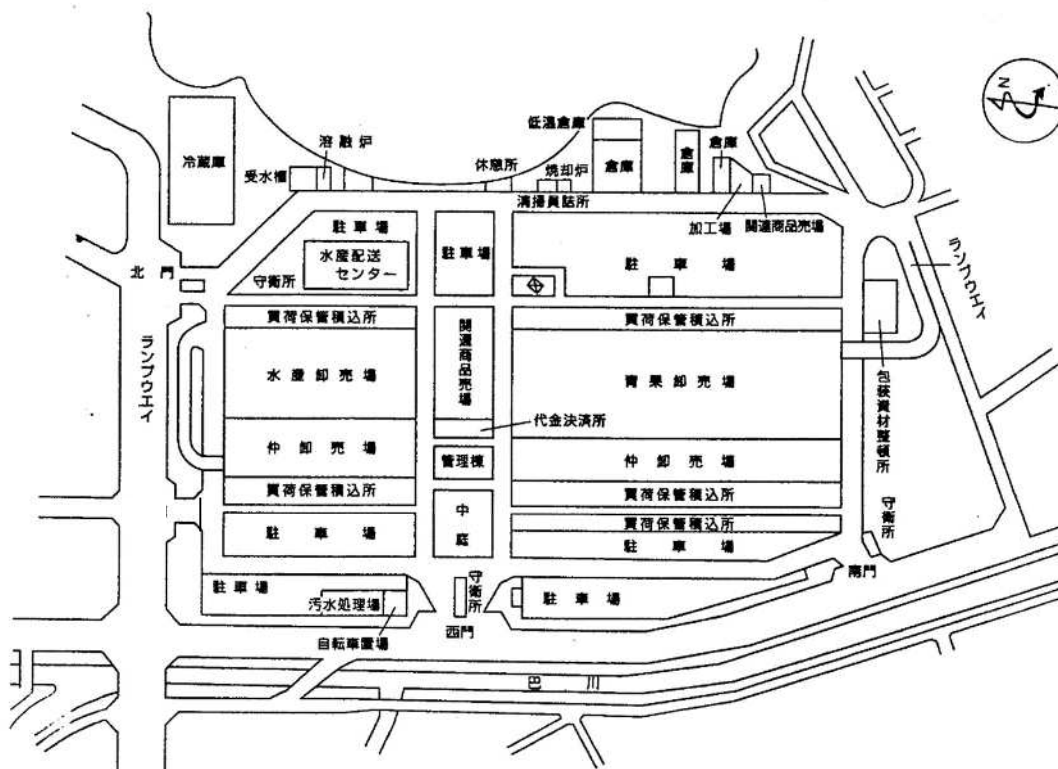 N
低温倉庫
溶融炉
冷蔵庫
受水槽
休憩所
焼却炉
倉庫
倉庫
倉庫
清掃員詰所
加工場
関連商品売場
駐車場
水産配送
センター
守衛所
北門
駐車場
駐車場
ランプウエイ
買荷保管積込所
関連商品売場
買荷保管積込所
ランプウエイ
水産卸売場
青果卸売場
包装資材整頓所
代金決済所
仲卸売場
管理棟
仲卸売場
買荷保管積込所
買荷保管積込所
中庭
買荷保管積込所
守衛所
駐車場
駐車場
南門
駐車場
守衛所
駐車場
汚水処理場
自転車置場
西門
川